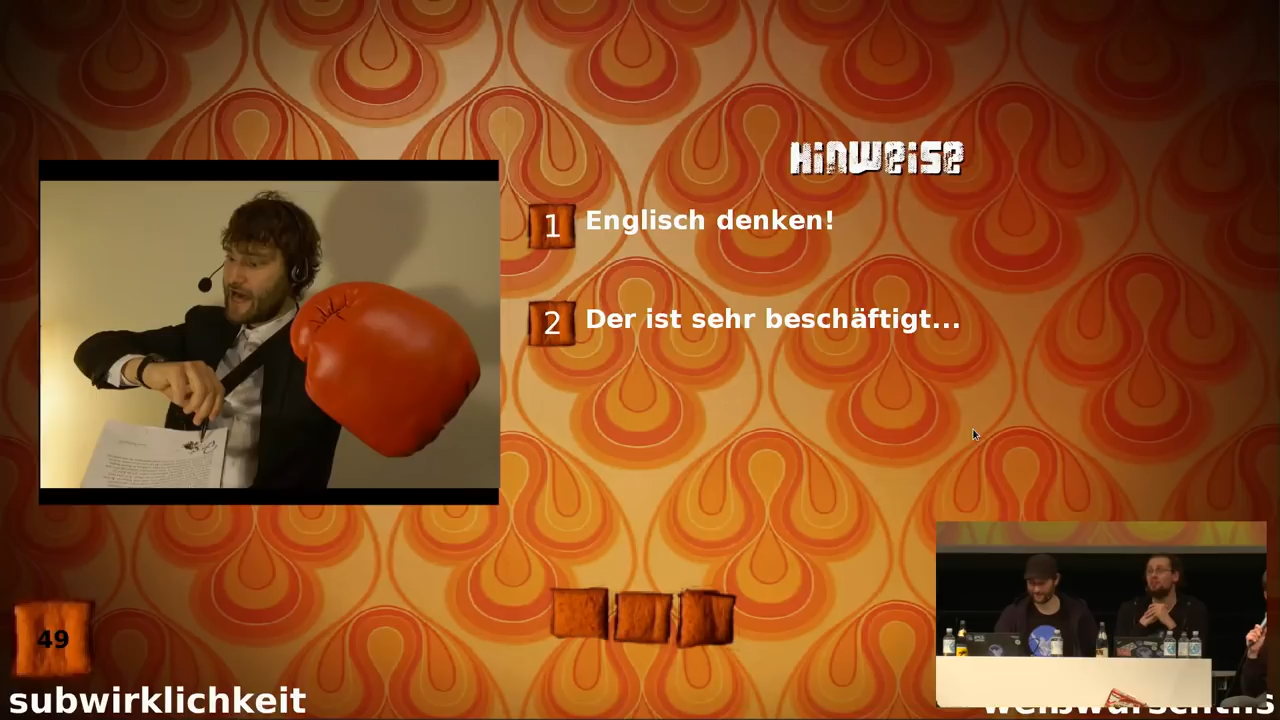 Hinweise
1 Englisch denken!
2 Der ist sehr beschäftigt...
49
subwirklichkeit